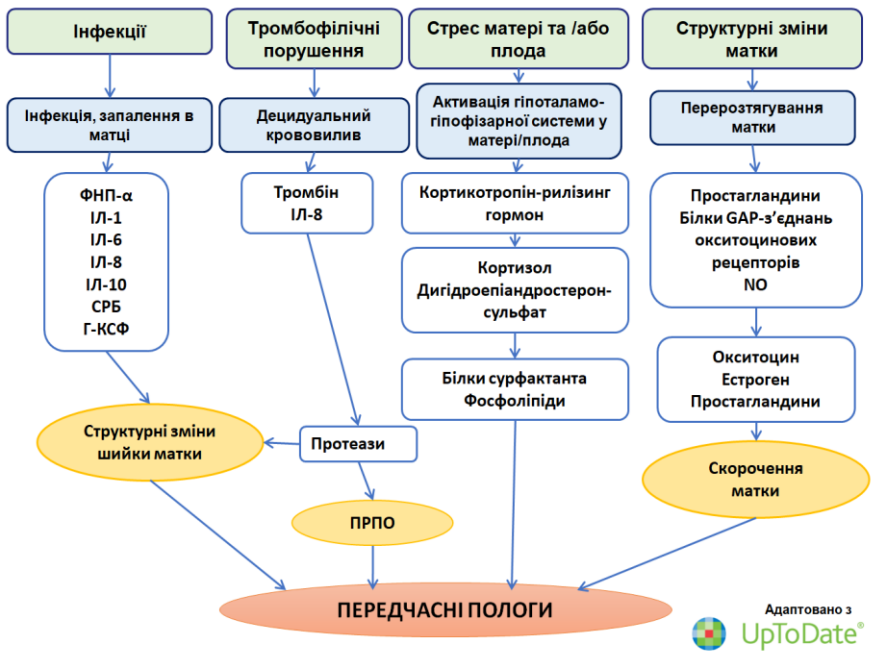 Інфекції
Тромбофілічні
порушення
Стрес матері та /або
плода
Структурні зміни
матки
Інфекція, запалення в
матці
Децидуальний
крововилив
Активація гіпоталамо-
гіпофізарної системи у
матері/плода
Перерозтягування
матки
ФНП-α
ІЛ-1
ІЛ-6
ІЛ-8
ІЛ-10
СРБ
Г-КСФ
Тромбін
ІЛ-8
Кортикотропін-рилізинг
гормон
Простагландини
Білки GAP-з’єднань
окситоцинових
рецепторів
NO
Кортизол
Дигідроепіандростерон-
сульфат
Білки сурфактанта
Фосфоліпіди
Окситоцин
Естроген
Простагландини
Структурні зміни
шийки матки
Протеази
Скорочення
матки
ПРПО
ПЕРЕДЧАСНІ ПОЛОГИ
Адаптовано з
UpToDate®